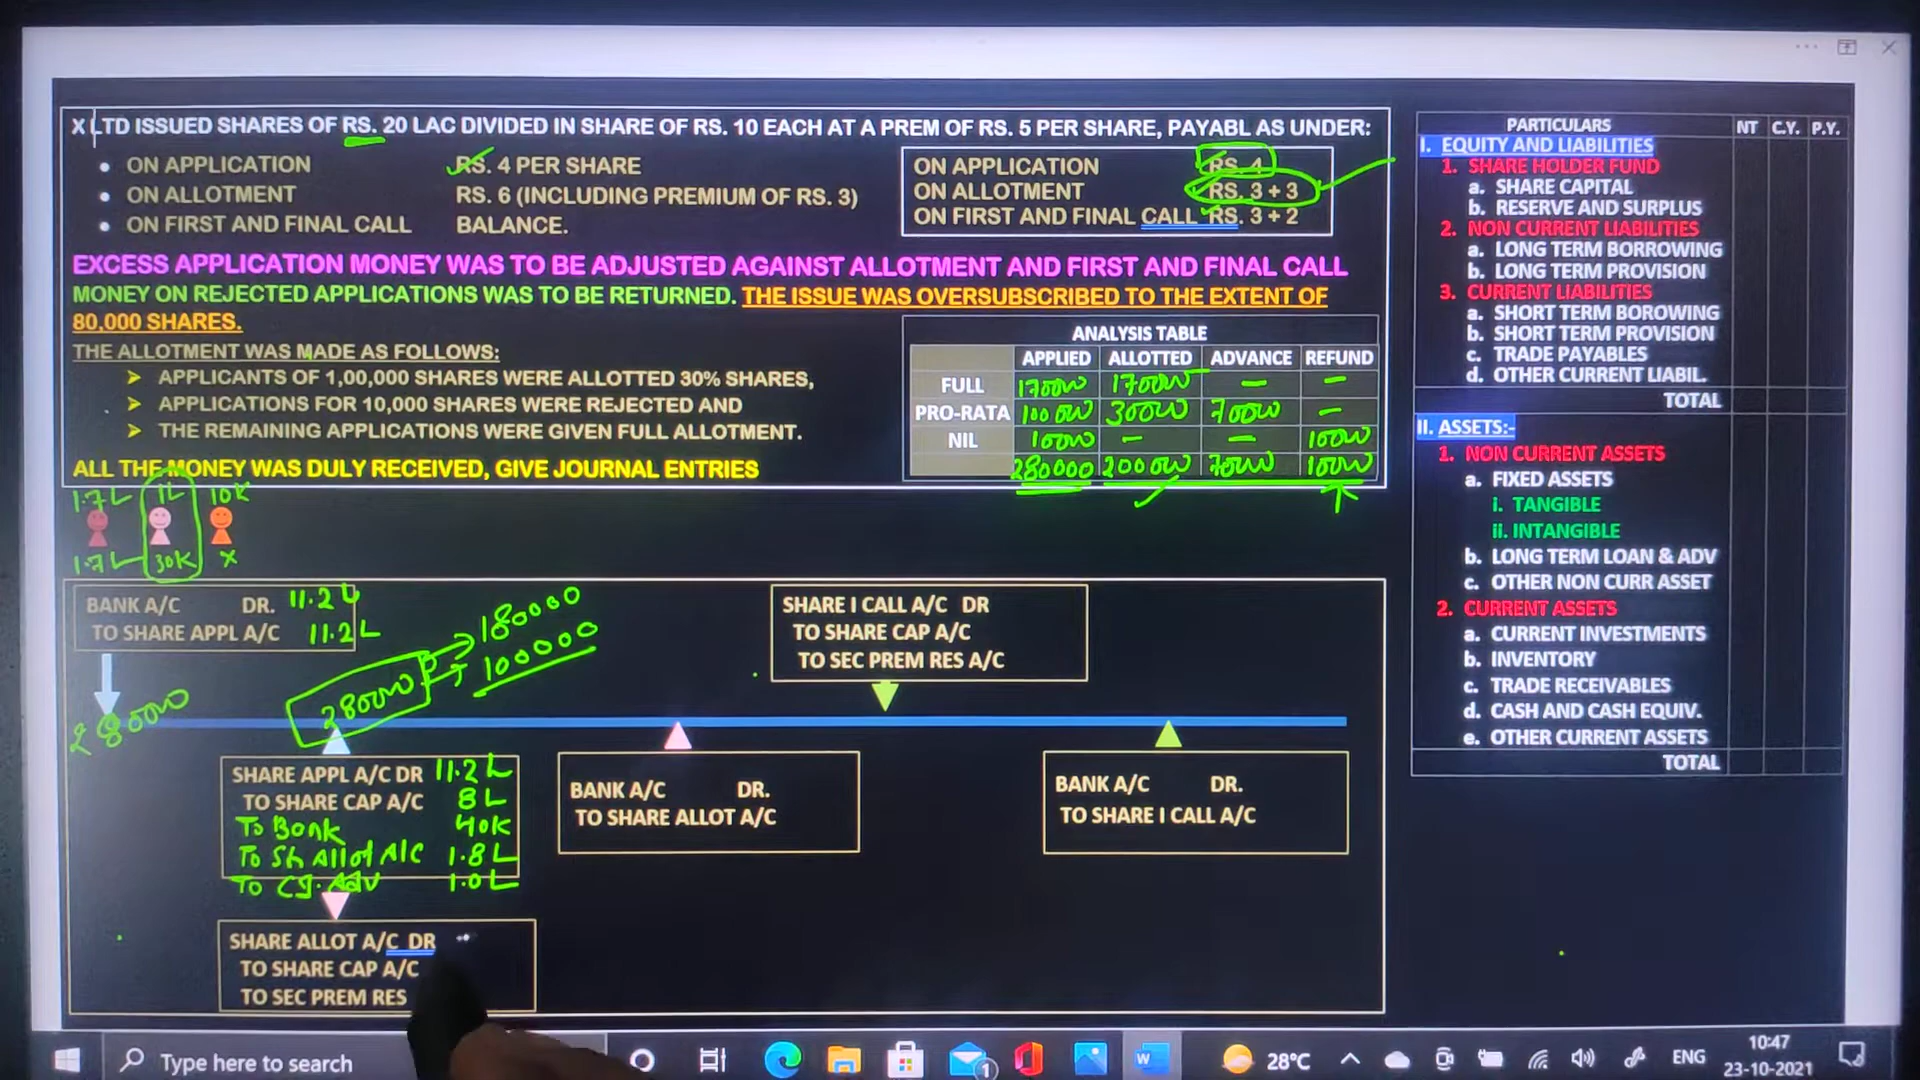 X LTD ISSUED SHARES OF RS. 20 LAC DIVIDED IN SHARE OF RS. 10 EACH AT A PREM OF RS. 5 PER SHARE, PAYABL AS UNDER:
• ON APPLICATION RS. 4 PER SHARE
• ON ALLOTMENT RS. 6 (INCLUDING PREMIUM OF RS. 3)
• ON FIRST AND FINAL CALL BALANCE.
ON APPLICATION RS. 4
ON ALLOTMENT RS. 3 + 3
ON FIRST AND FINAL CALL RS. 3 + 2
EXCESS APPLICATION MONEY WAS TO BE ADJUSTED AGAINST ALLOTMENT AND FIRST AND FINAL CALL
MONEY ON REJECTED APPLICATIONS WAS TO BE RETURNED. THE ISSUE WAS OVERSUBSCRIBED TO THE EXTENT OF
80,000 SHARES.
THE ALLOTMENT WAS MADE AS FOLLOWS:
➤ APPLICANTS OF 1,00,000 SHARES WERE ALLOTTED 30% SHARES,
➤ APPLICATIONS FOR 10,000 SHARES WERE REJECTED AND
➤ THE REMAINING APPLICATIONS WERE GIVEN FULL ALLOTMENT.
ALL THE MONEY WAS DULY RECEIVED, GIVE JOURNAL ENTRIES
ANALYSIS TABLE
APPLIED ALLOTTED ADVANCE REFUND
FULL 170000 170000 – –
PRO-RATA 100000 30000 70000 –
NIL 10000 – – 10000
280000 200000 70000 10000
1.7L 1L 10K
1.7L 30K X
BANK A/C DR. 11.2L
TO SHARE APPL A/C 11.2L
280000
280000
180000
100000
SHARE I CALL A/C DR
TO SHARE CAP A/C
TO SEC PREM RES A/C
SHARE APPL A/C DR 11.2L
TO SHARE CAP A/C 8L
To Bank 40K
To Sh Allot A/C 1.8L
To Cg. Adv 1.0L
BANK A/C DR.
TO SHARE ALLOT A/C
BANK A/C DR.
TO SHARE I CALL A/C
SHARE ALLOT A/C DR
TO SHARE CAP A/C
TO SEC PREM RES
PARTICULARS NT C.Y. P.Y.
I. EQUITY AND LIABILITIES
1. SHARE HOLDER FUND
a. SHARE CAPITAL
b. RESERVE AND SURPLUS
2. NON CURRENT LIABILITIES
a. LONG TERM BORROWING
b. LONG TERM PROVISION
3. CURRENT LIABILITIES
a. SHORT TERM BOROWING
b. SHORT TERM PROVISION
c. TRADE PAYABLES
d. OTHER CURRENT LIABIL.
TOTAL
II. ASSETS:-
1. NON CURRENT ASSETS
a. FIXED ASSETS
i. TANGIBLE
ii. INTANGIBLE
b. LONG TERM LOAN & ADV
c. OTHER NON CURR ASSET
2. CURRENT ASSETS
a. CURRENT INVESTMENTS
b. INVENTORY
c. TRADE RECEIVABLES
d. CASH AND CASH EQUIV.
e. OTHER CURRENT ASSETS
TOTAL
Type here to search
1
W
28°C
ENG
10:47
23-10-2021